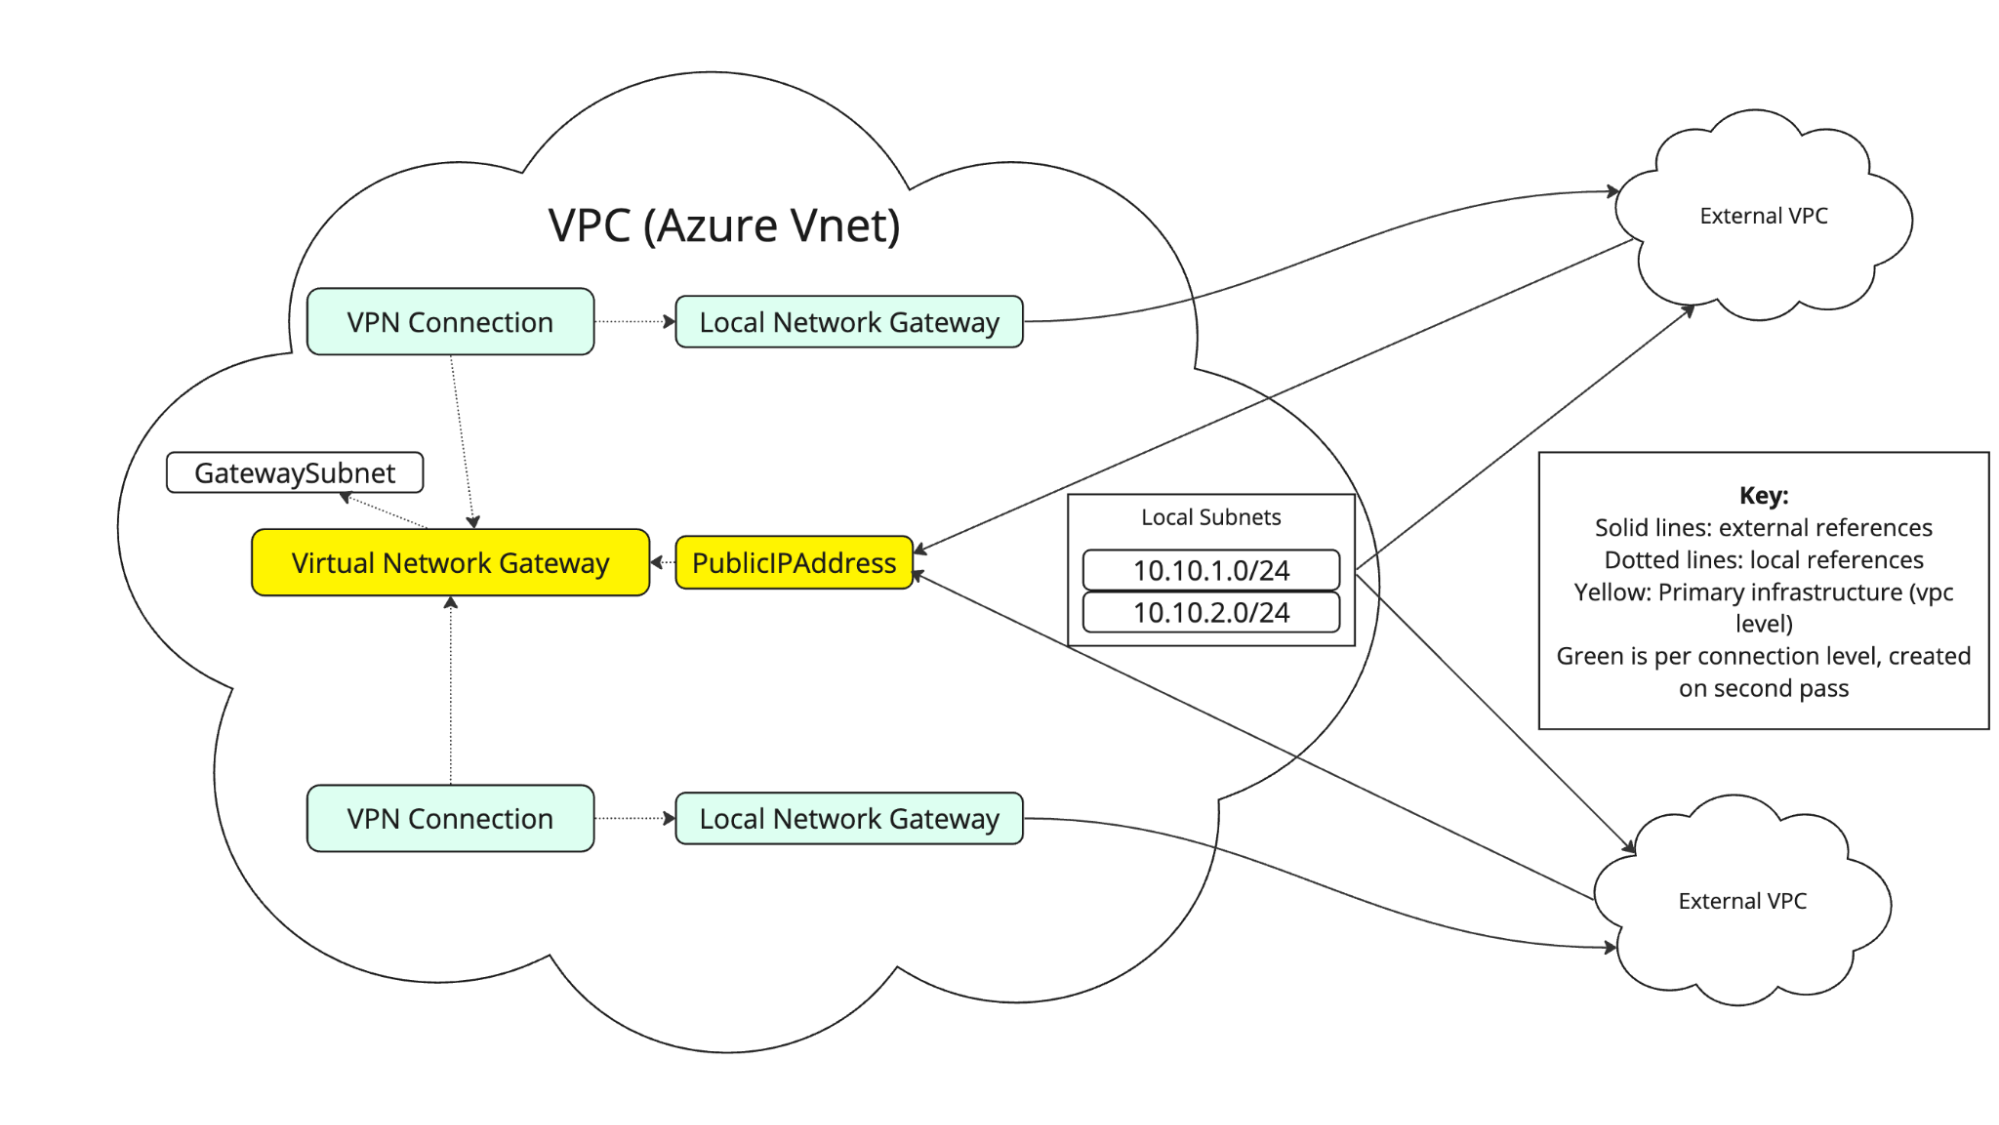 VPC (Azure Vnet)
External VPC
VPN Connection
Local Network Gateway
GatewaySubnet
Virtual Network Gateway
PublicIPAddress
Local Subnets
10.10.1.0/24
10.10.2.0/24
Key:
Solid lines: external references
Dotted lines: local references
Yellow: Primary infrastructure (vpc
level)
Green is per connection level, created
on second pass
VPN Connection
Local Network Gateway
External VPC